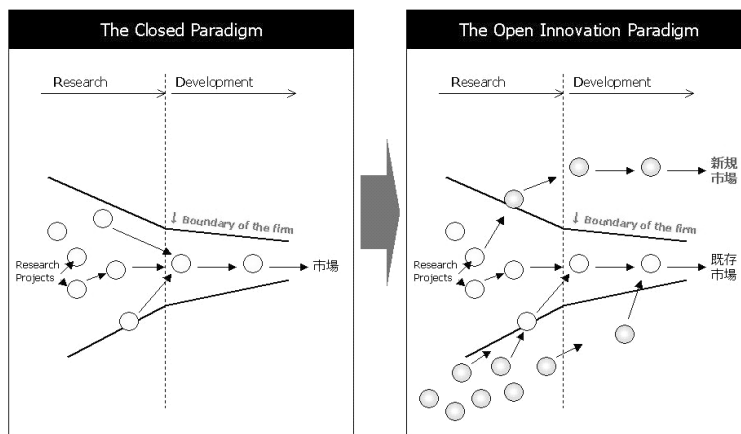 The Closed Paradigm
Research
Development
↓ Boundary of the firm
Research
Projects
市場
The Open Innovation Paradigm
Research
Development
新規
市場
↓ Boundary of the firm
Research
Projects
既存
市場